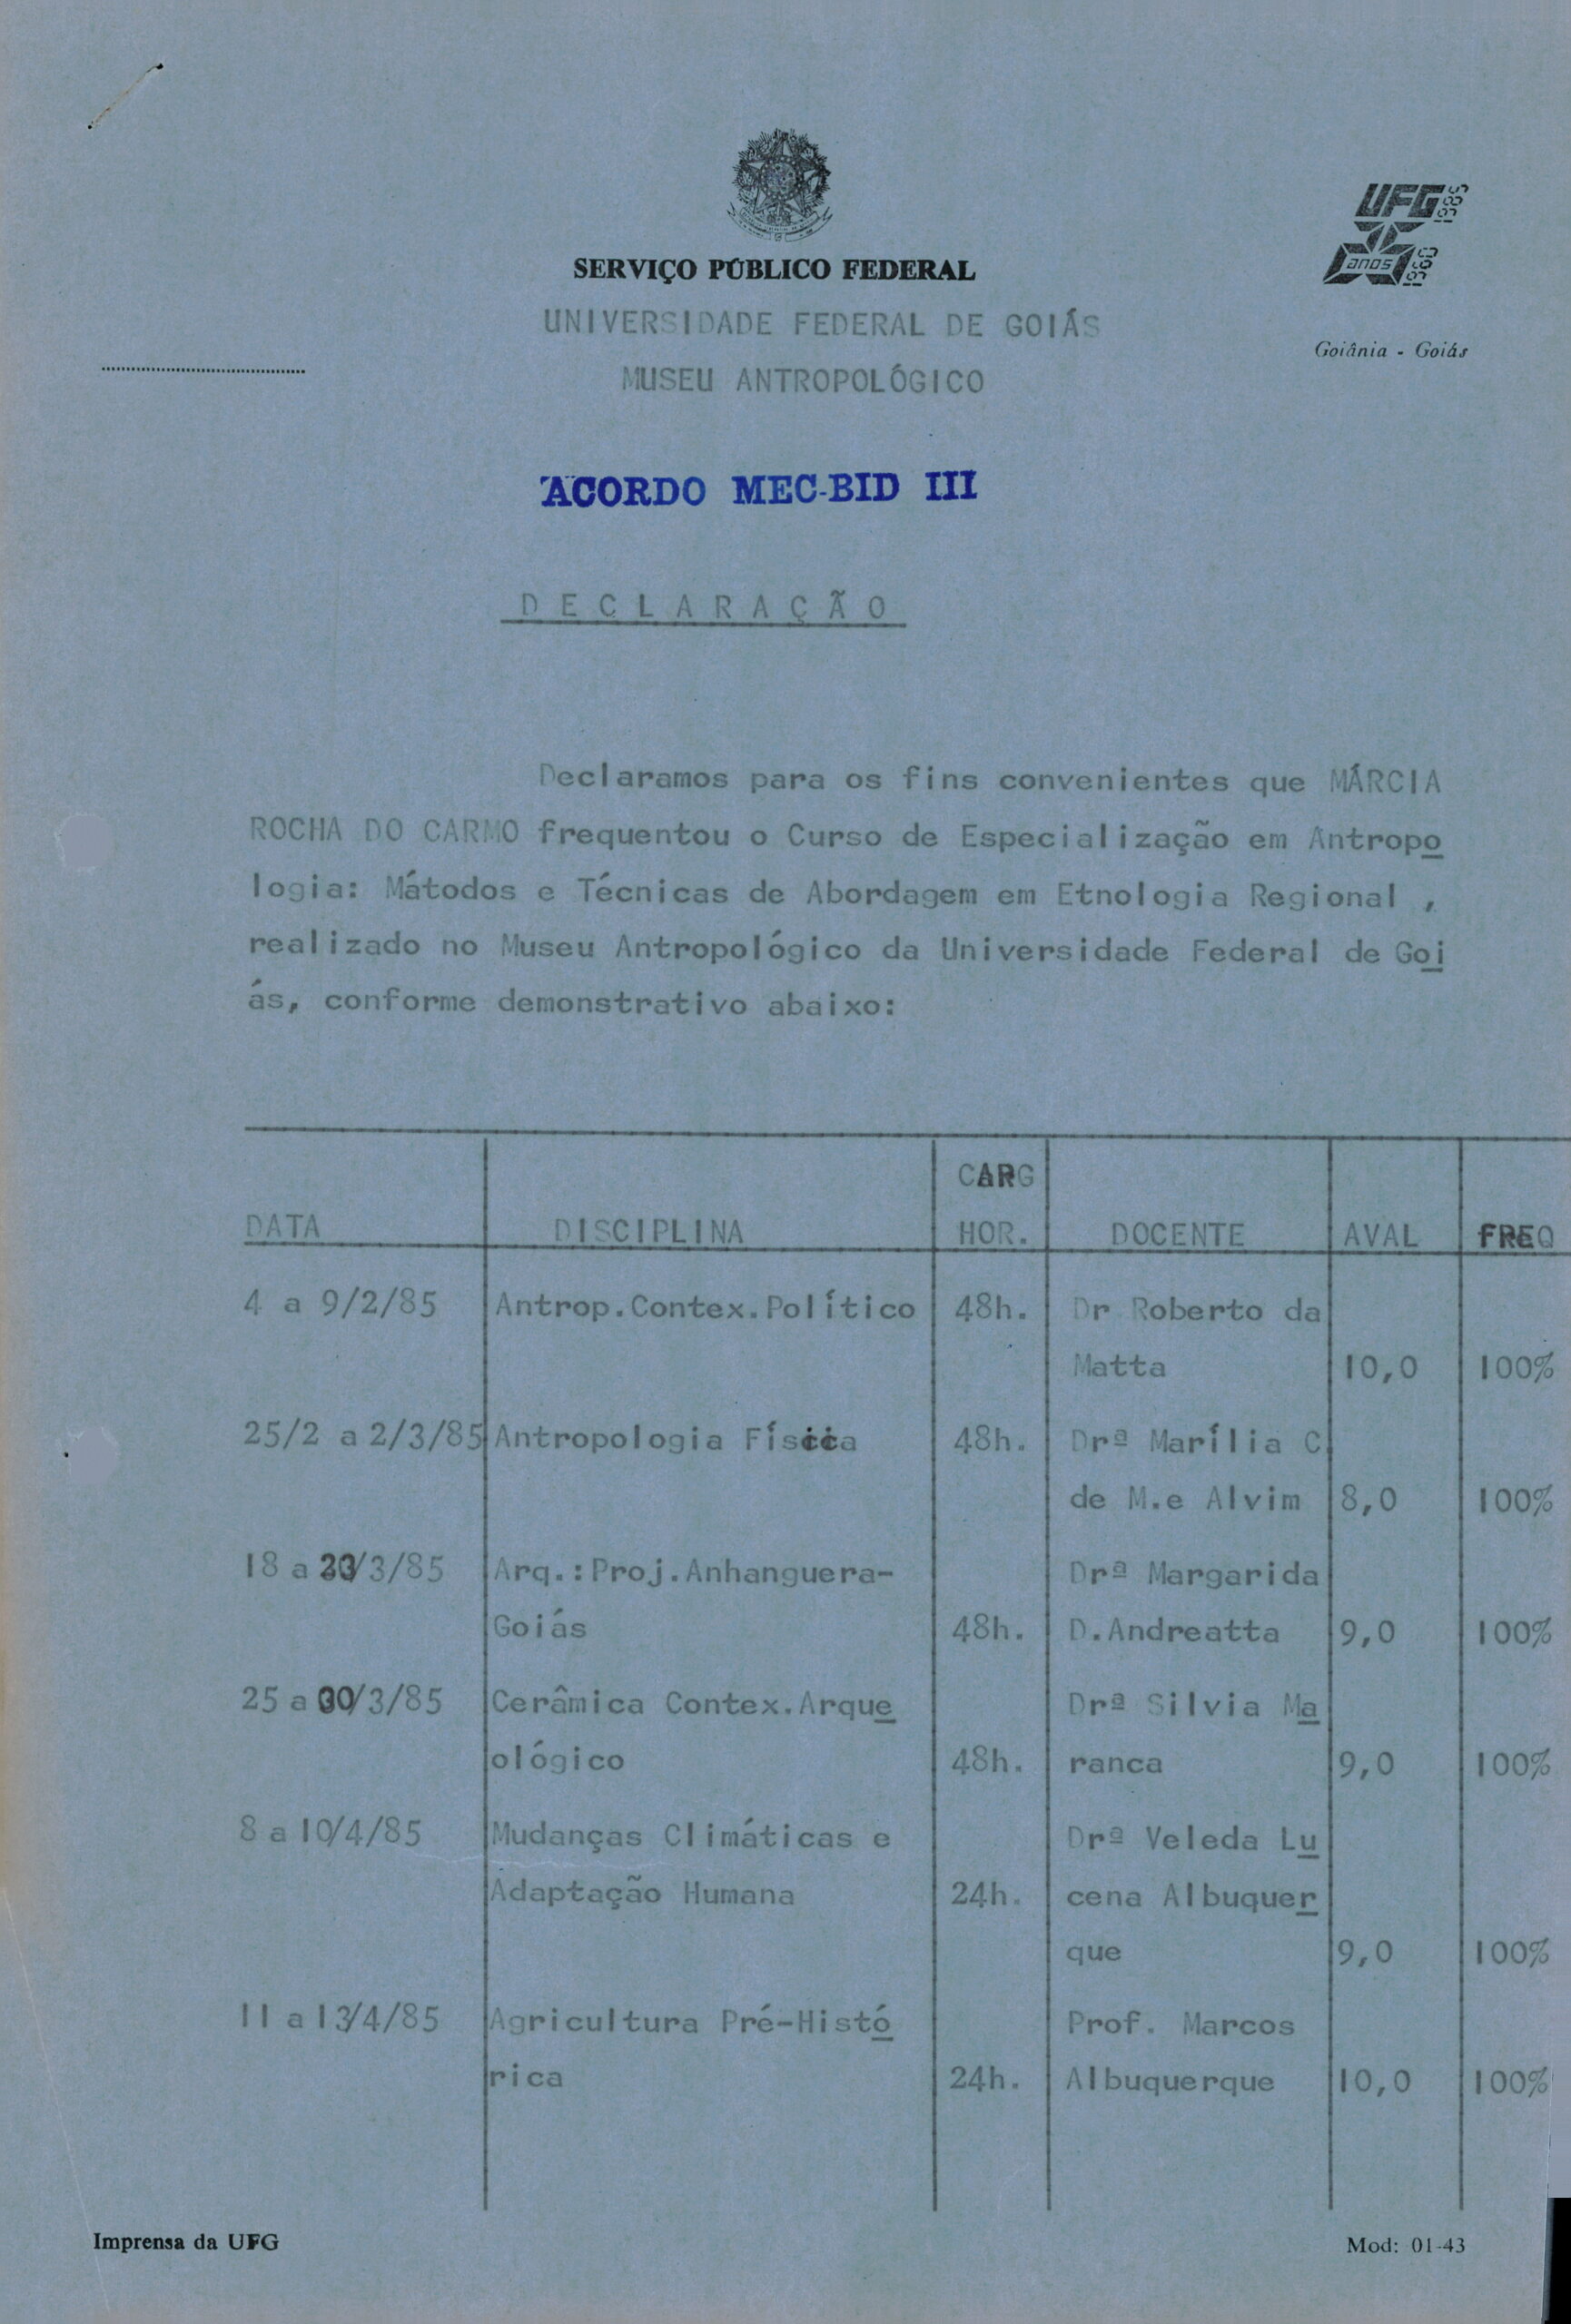 UFG 1985
anos 1960
SERVIÇO PÚBLICO FEDERAL
UNIVERSIDADE FEDERAL DE GOIÁS
Goiânia - Goiás
MUSEU ANTROPOLÓGICO
ACORDO MEC-BID III
DECLARAÇÃO
Declaramos para os fins convenientes que MÁRCIA
ROCHA DO CARMO frequentou o Curso de Especialização em Antropo
logia: Mátodos e Técnicas de Abordagem em Etnologia Regional ,
realizado no Museu Antropológico da Universidade Federal de Goi
ás, conforme demonstrativo abaixo:
CARG
DATA DISCIPLINA HOR. DOCENTE AVAL FREQ
4 a 9/2/85 Antrop.Contex.Político 48h. Dr Roberto da
Matta 10,0 100%
25/2 a 2/3/85 Antropologia Física 48h. Drª Marília C
de M.e Alvim 8,0 100%
18 a 23/3/85 Arq.:Proj.Anhanguera- Drª Margarida
Goiás 48h. D.Andreatta 9,0 100%
25 a 30/3/85 Cerâmica Contex.Arque Drª Silvia Ma
ológico 48h. ranca 9,0 100%
8 a 10/4/85 Mudanças Climáticas e Drª Veleda Lu
Adaptação Humana 24h. cena Albuquer
que 9,0 100%
11 a 13/4/85 Agricultura Pré-Histó Prof. Marcos
rica 24h. Albuquerque 10,0 100%
Imprensa da UFG Mod: 01-43